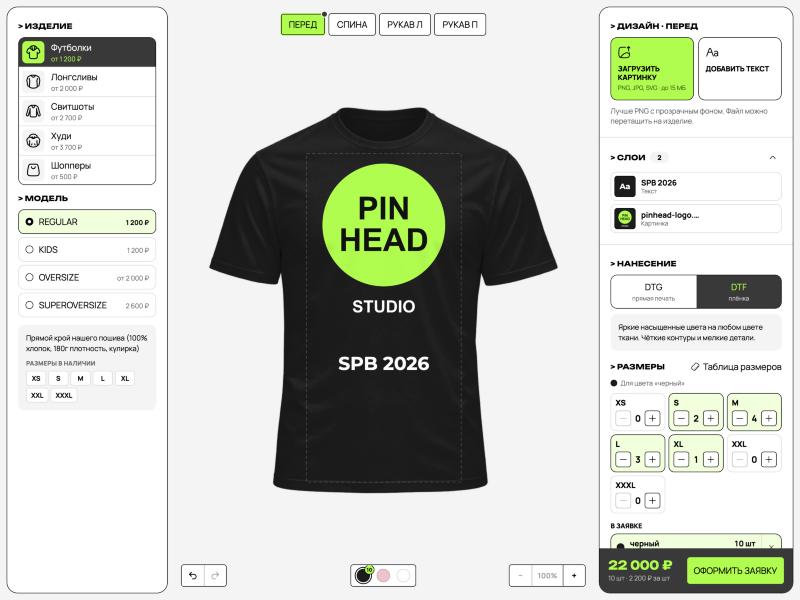 > ИЗДЕЛИЕ
Футболки
от 1 200 ₽
Лонгсливы
от 2 000 ₽
Свитшоты
от 2 700 ₽
Худи
от 3 700 ₽
Шопперы
от 500 ₽
> МОДЕЛЬ
REGULAR 1 200 ₽
KIDS 1 200 ₽
OVERSIZE от 2 000 ₽
SUPEROVERSIZE 2 600 ₽
Прямой крой нашего пошива (100%
хлопок, 180г плотность, кулирка)
РАЗМЕРЫ В НАЛИЧИИ
XS S M L XL
XXL XXXL
ПЕРЕД СПИНА РУКАВ Л РУКАВ П
PIN
HEAD
STUDIO
SPB 2026
10
− 100% +
> ДИЗАЙН · ПЕРЕД
ЗАГРУЗИТЬ
КАРТИНКУ
PNG, JPG, SVG · до 15 МБ
Aa
ДОБАВИТЬ ТЕКСТ
Лучше PNG с прозрачным фоном. Файл можно
перетащить на изделие.
> СЛОИ 2
Aa
SPB 2026
Текст
PIN
HEAD
pinhead-logo....
Картинка
> НАНЕСЕНИЕ
DTG
прямая печать
DTF
плёнка
Яркие насыщенные цвета на любом цвете
ткани. Чёткие контуры и мелкие детали.
> РАЗМЕРЫ Таблица размеров
Для цвета «черный»
XS S M
− 0 + − 2 + − 4 +
L XL XXL
− 3 + − 1 + − 0 +
XXXL
− 0 +
В ЗАЯВКЕ
черный 10 шт ×
22 000 ₽
10 шт · 2 200 ₽ за шт
ОФОРМИТЬ ЗАЯВКУ